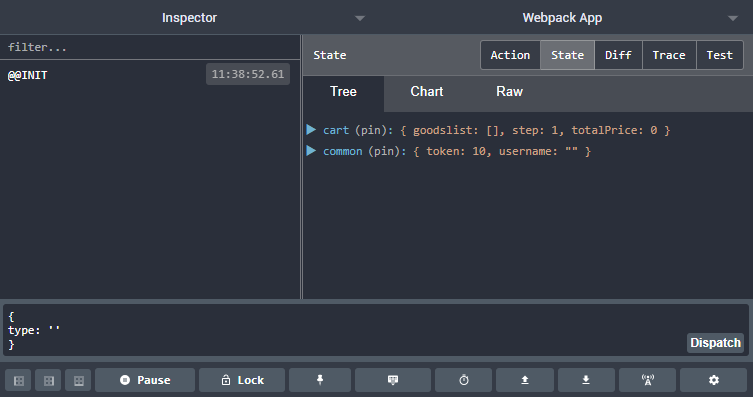 Inspector
Webpack App
filter...
@@INIT
11:38:52.61
State
Action
State
Diff
Trace
Test
Tree
Chart
Raw
cart (pin): { goodslist: [], step: 1, totalPrice: 0 }
common (pin): { token: 10, username: "" }
{
type: ''
}
Dispatch
Pause
Lock